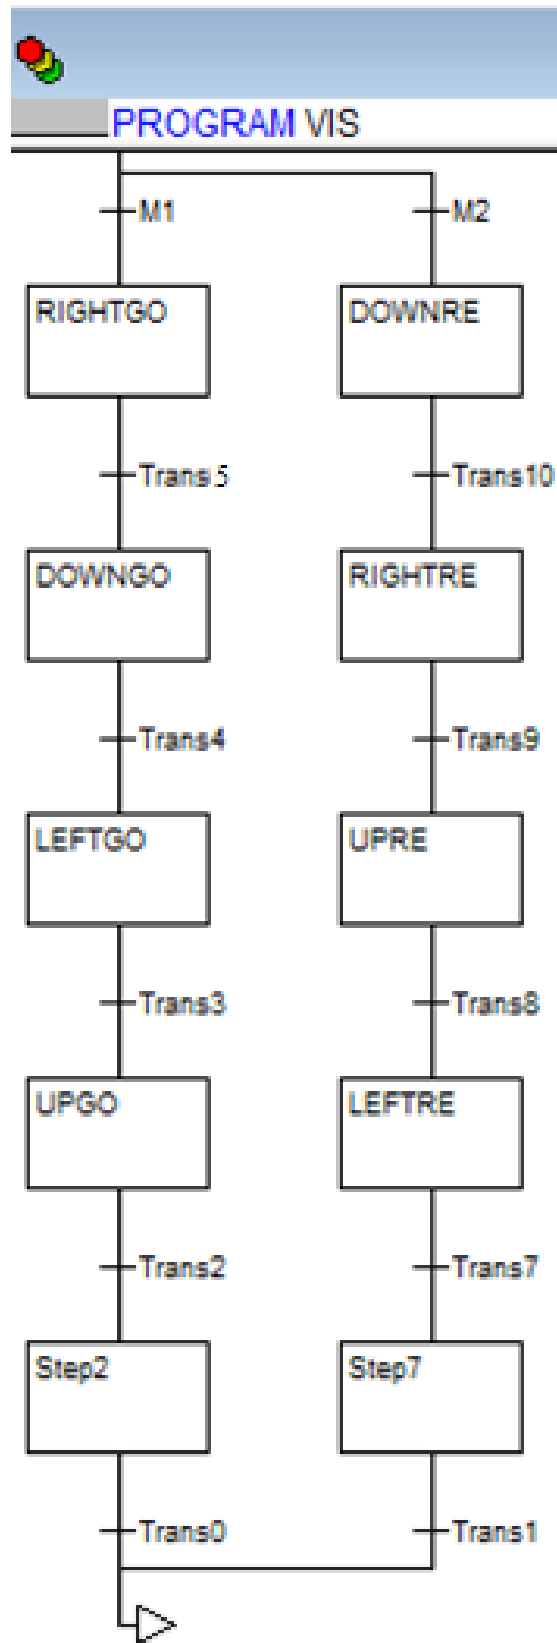 PROGRAM VIS
M1
M2
RIGHTGO
DOWNRE
Trans5
Trans10
DOWNGO
RIGHTRE
Trans4
Trans9
LEFTGO
UPRE
Trans3
Trans8
UPGO
LEFTRE
Trans2
Trans7
Step2
Step7
Trans0
Trans1